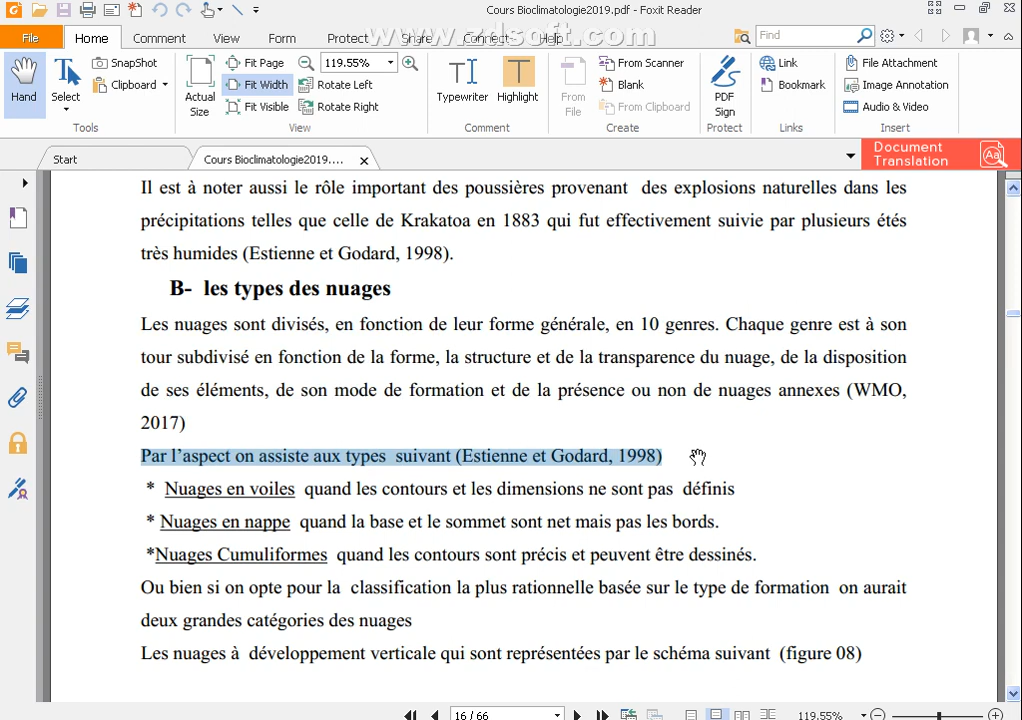 Cours Bioclimatologie2019.pdf - Foxit Reader
File Home Comment View Form Protect Share Connect Help Find
www.zdsoft.com
Hand
Select
SnapShot
Clipboard
Tools
Actual Size
Fit Page
Fit Width
Fit Visible
119.55%
Rotate Left
Rotate Right
View
Typewriter
Highlight
Comment
From File
From Scanner
Blank
From Clipboard
Create
PDF Sign
Protect
Link
Bookmark
Links
File Attachment
Image Annotation
Audio & Video
Insert
Start
Cours Bioclimatologie2019....
Document Translation
Il est à noter aussi le rôle important des poussières provenant des explosions naturelles dans les
précipitations telles que celle de Krakatoa en 1883 qui fut effectivement suivie par plusieurs étés
très humides (Estienne et Godard, 1998).
B- les types des nuages
Les nuages sont divisés, en fonction de leur forme générale, en 10 genres. Chaque genre est à son
tour subdivisé en fonction de la forme, la structure et de la transparence du nuage, de la disposition
de ses éléments, de son mode de formation et de la présence ou non de nuages annexes (WMO,
2017)
Par l’aspect on assiste aux types suivant (Estienne et Godard, 1998)
* Nuages en voiles quand les contours et les dimensions ne sont pas définis
* Nuages en nappe quand la base et le sommet sont net mais pas les bords.
*Nuages Cumuliformes quand les contours sont précis et peuvent être dessinés.
Ou bien si on opte pour la classification la plus rationnelle basée sur le type de formation on aurait
deux grandes catégories des nuages
Les nuages à développement verticale qui sont représentées par le schéma suivant (figure 08)
16 / 66
119.55%